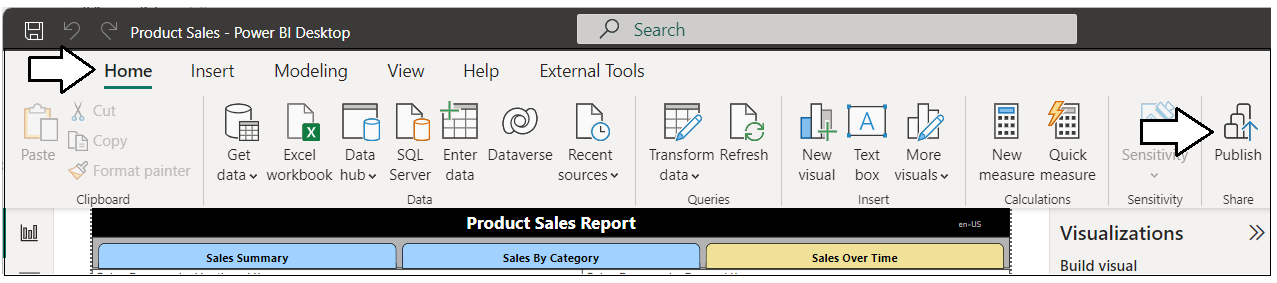 Product Sales - Power BI Desktop
Search
Home Insert Modeling View Help External Tools
Paste
Cut
Copy
Format painter
Clipboard
Get data
Excel workbook
Data hub
SQL Server
Enter data
Dataverse
Recent sources
Data
Transform data
Refresh
Queries
New visual
Text box
More visuals
Insert
New measure
Quick measure
Calculations
Sensitivity
Sensitivity
Publish
Share
Product Sales Report
en-US
Sales Summary
Sales By Category
Sales Over Time
Visualizations
Build visual